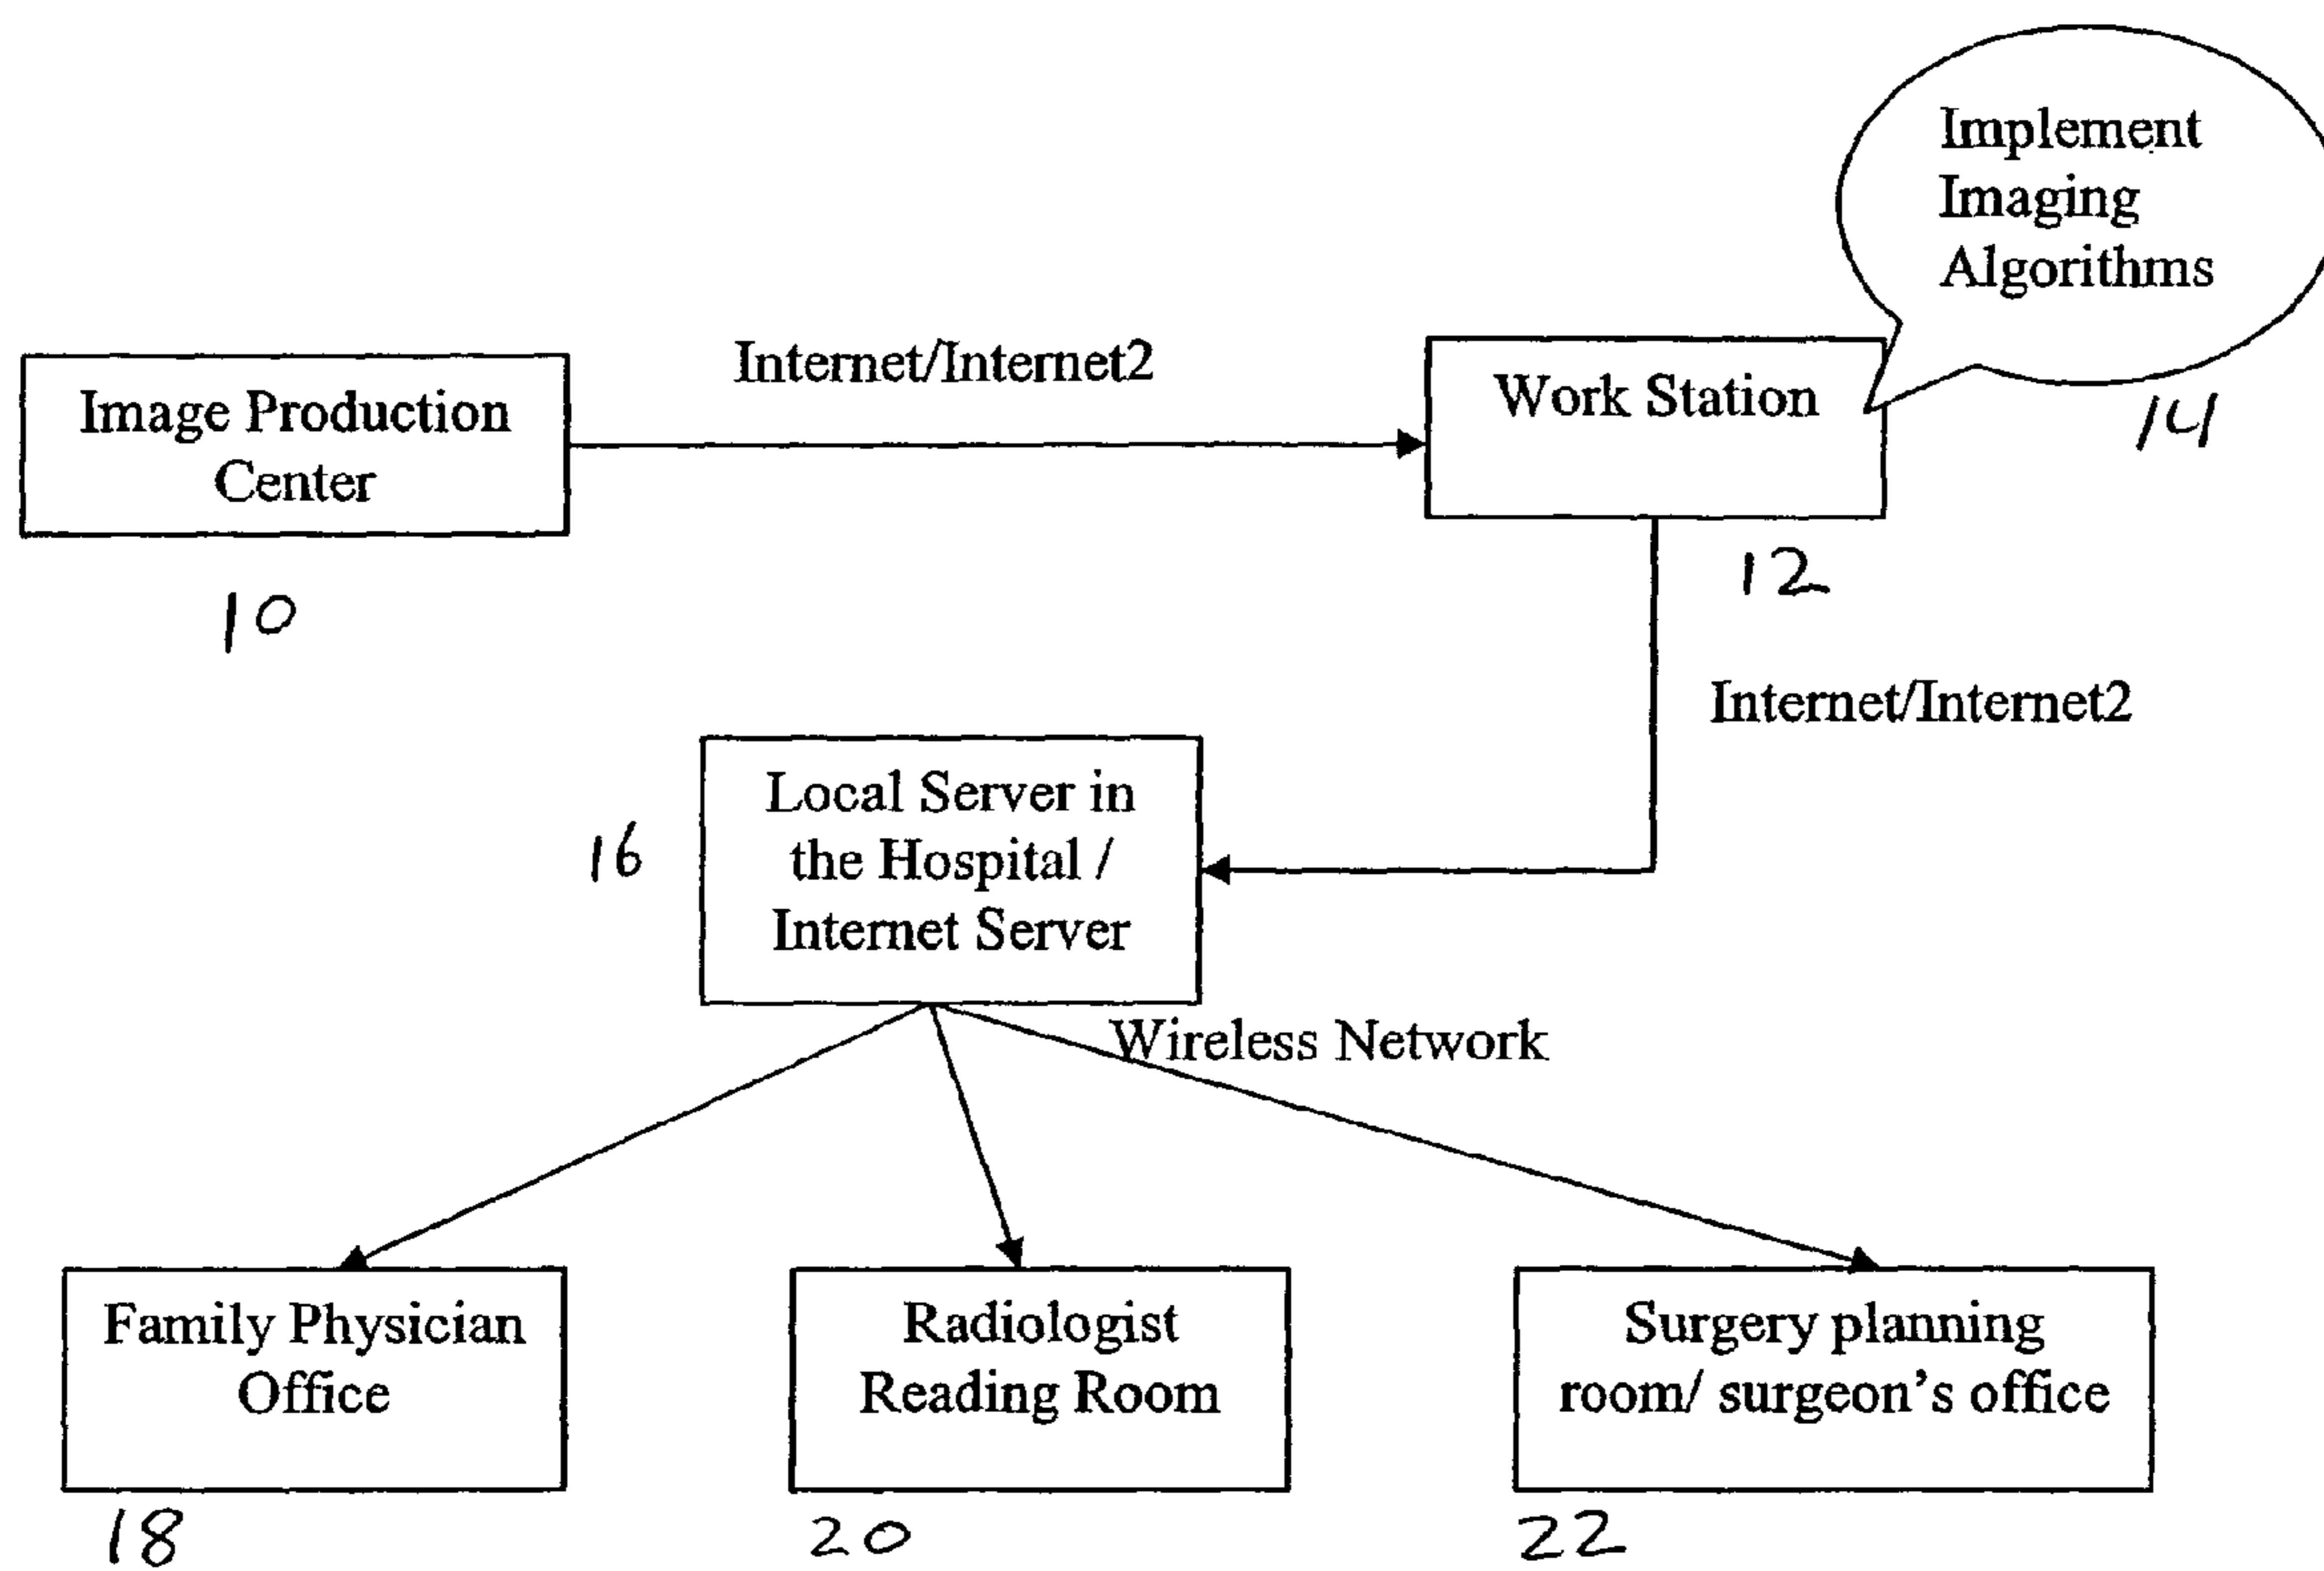 Implement
Imaging
Algorithms
14
Internet/Internet2
Image Production
Center
10
Work Station
12
Internet/Internet2
Local Server in
the Hospital /
Internet Server
16
Wireless Network
Family Physician
Office
18
Radiologist
Reading Room
20
Surgery planning
room/ surgeon's office
22